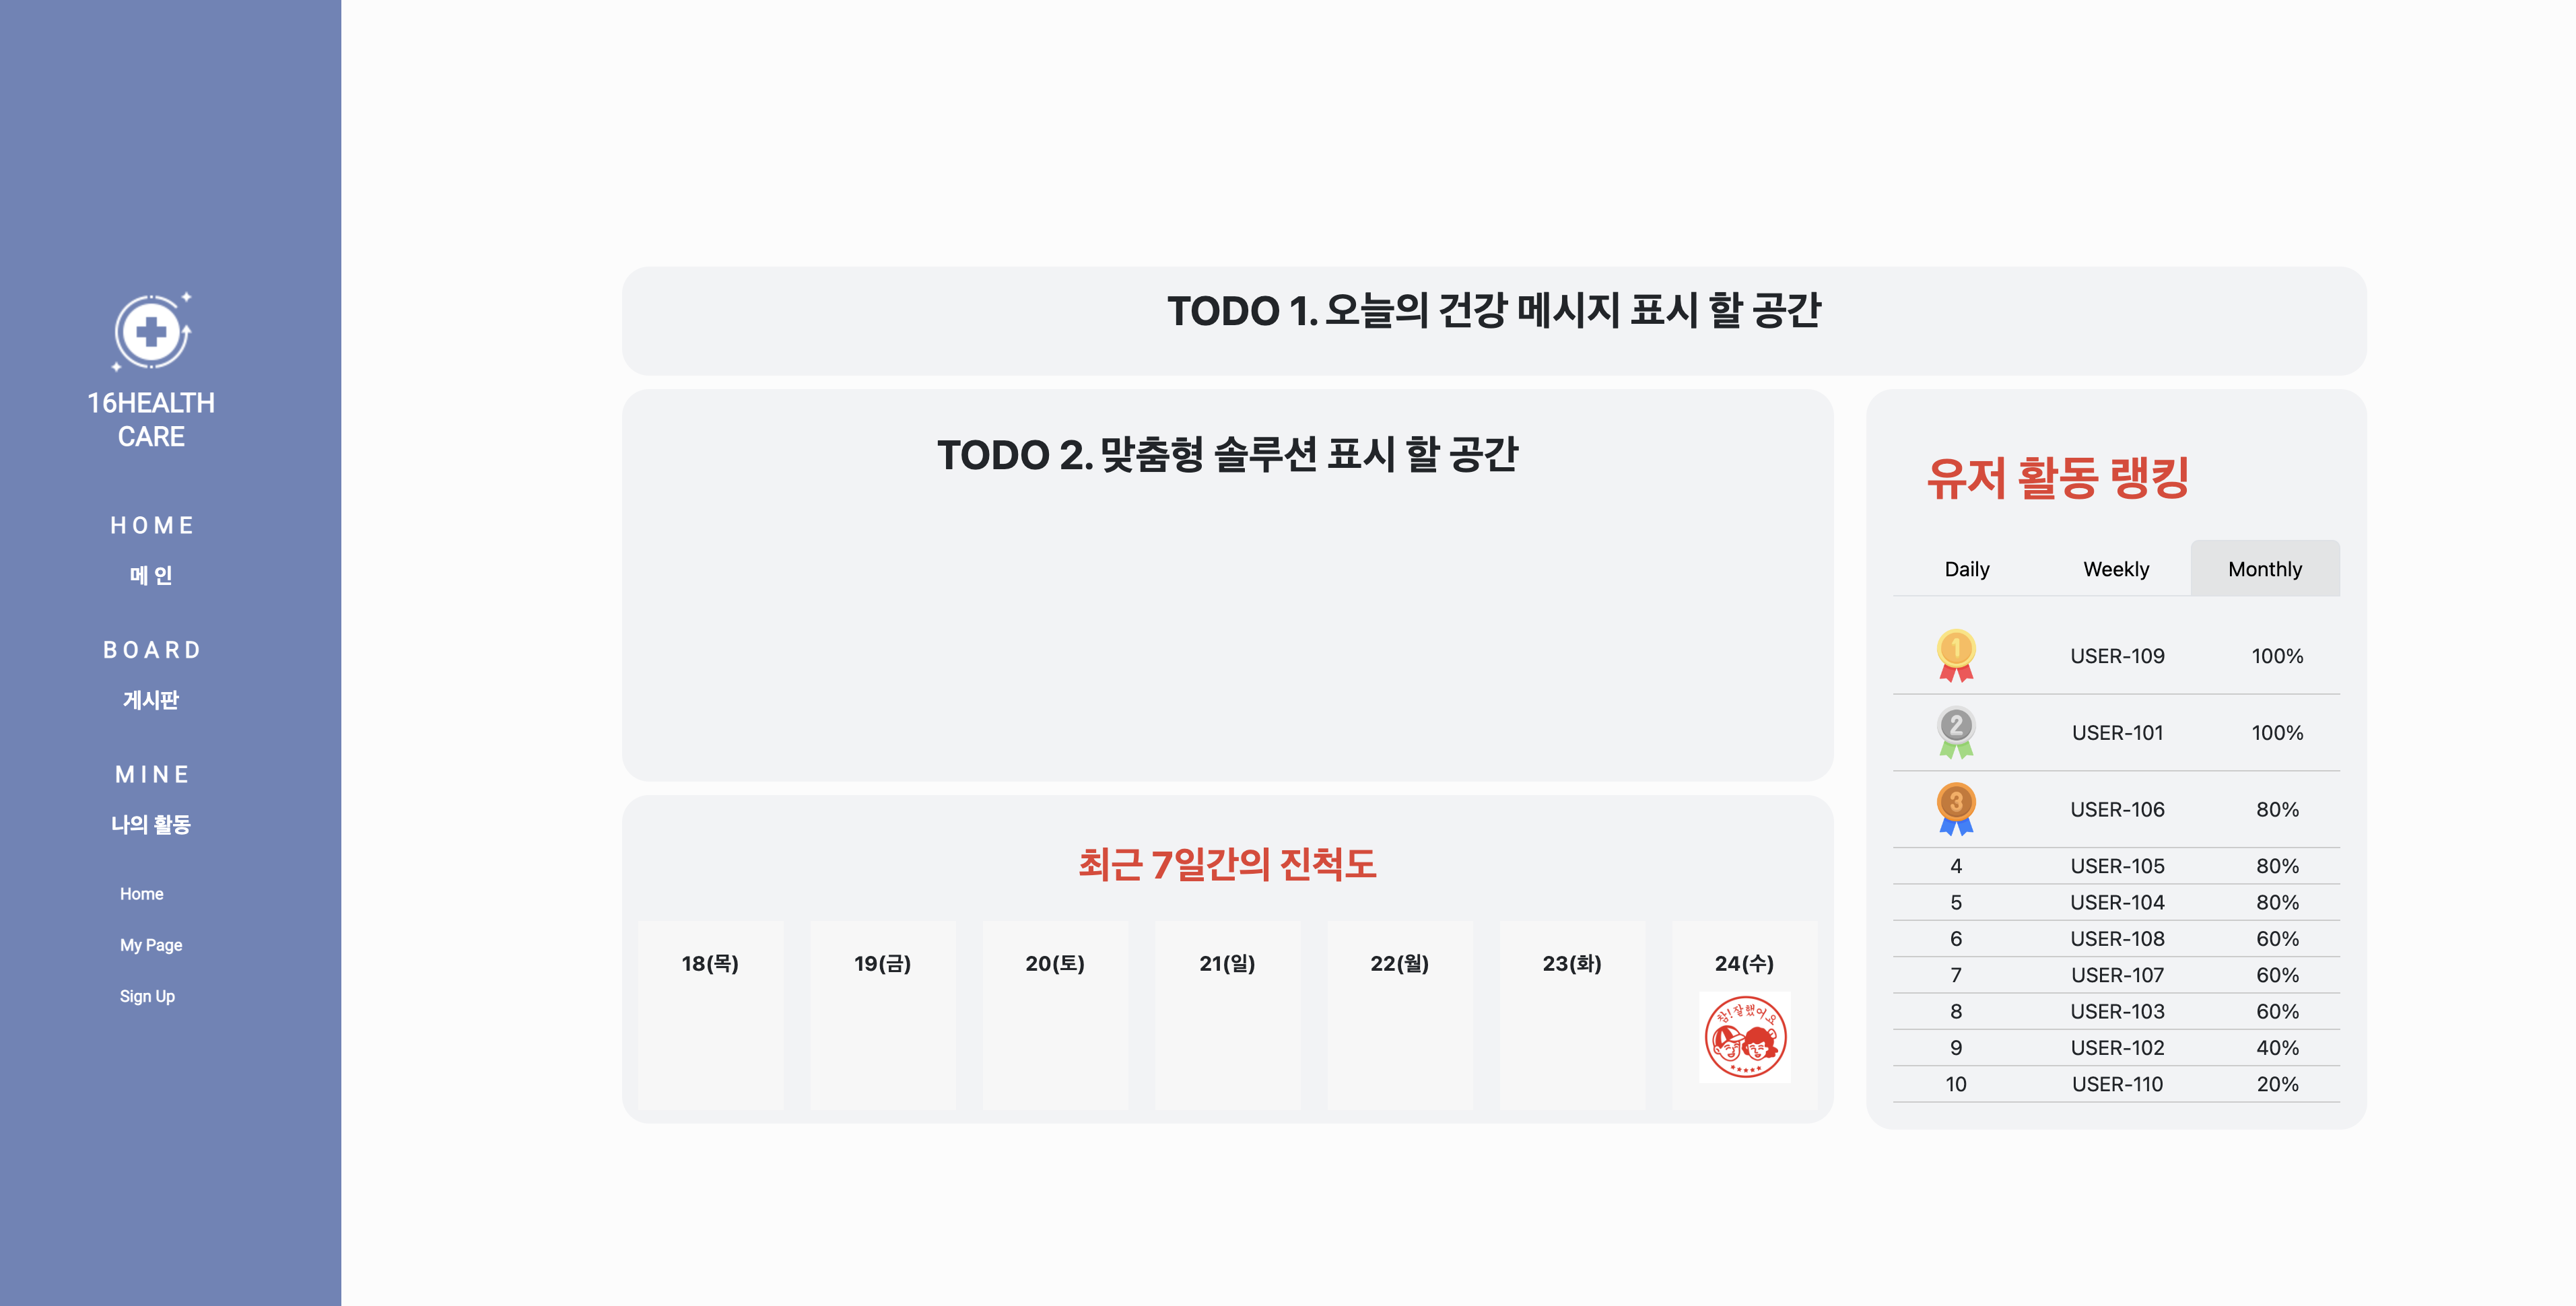 16HEALTH
CARE
HOME
메 인
BOARD
게시판
MINE
나의 활동
Home
My Page
Sign Up
TODO 1. 오늘의 건강 메시지 표시 할 공간
TODO 2. 맞춤형 솔루션 표시 할 공간
최근 7일간의 진척도
18(목) 19(금) 20(토) 21(일) 22(월) 23(화) 24(수)
참! 잘했어요
유저 활동 랭킹
Daily Weekly Monthly
1 USER-109 100%
2 USER-101 100%
3 USER-106 80%
4 USER-105 80%
5 USER-104 80%
6 USER-108 60%
7 USER-107 60%
8 USER-103 60%
9 USER-102 40%
10 USER-110 20%